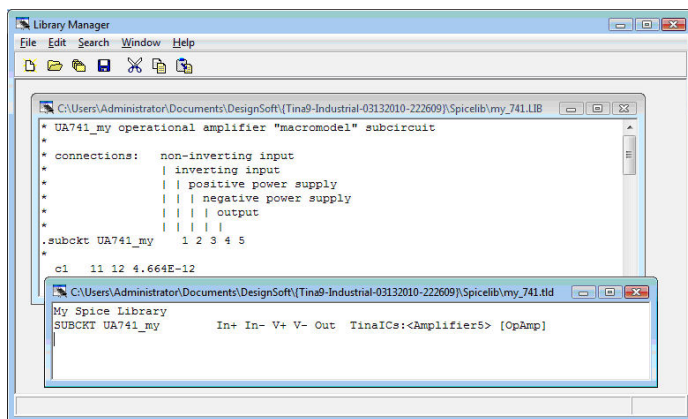 Library Manager
File Edit Search Window Help
C:\Users\Administrator\Documents\DesignSoft\{Tina9-Industrial-03132010-222609}\Spicelib\my_741.LIB
* UA741_my operational amplifier "macromodel" subcircuit
*
* connections:   non-inverting input
*                | inverting input
*                | | positive power supply
*                | | | negative power supply
*                | | | | output
*                | | | | |
.subckt UA741_my    1 2 3 4 5
*
  c1   11 12 4.664E-12
C:\Users\Administrator\Documents\DesignSoft\{Tina9-Industrial-03132010-222609}\Spicelib\my_741.tld
My Spice Library
SUBCKT UA741_my        In+ In- V+ V- Out  TinaICs:<Amplifier5> [OpAmp]